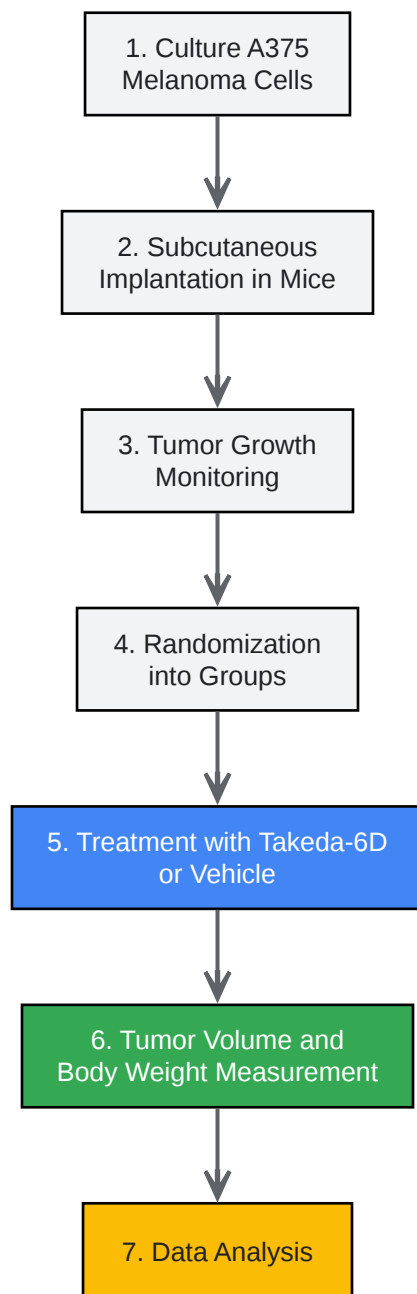 1. Culture A375
Melanoma Cells
2. Subcutaneous
Implantation in Mice
3. Tumor Growth
Monitoring
4. Randomization
into Groups
5. Treatment with Takeda-6D
or Vehicle
6. Tumor Volume and
Body Weight Measurement
7. Data Analysis